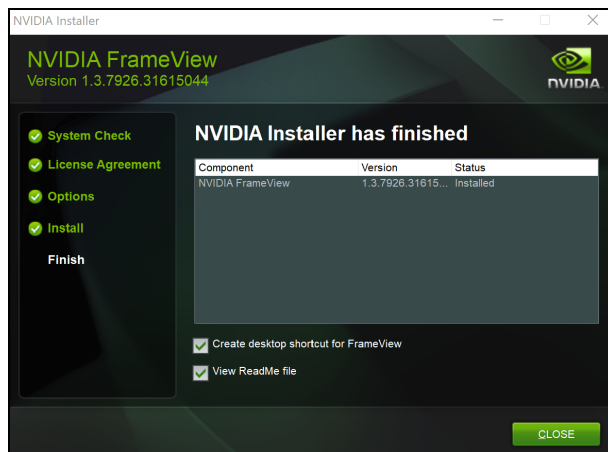 NVIDIA Installer
NVIDIA FrameView
Version 1.3.7926.31615044
NVIDIA
System Check
License Agreement
Options
Install
Finish
NVIDIA Installer has finished
Component Version Status
NVIDIA FrameView 1.3.7926.31615... Installed
Create desktop shortcut for FrameView
View ReadMe file
CLOSE